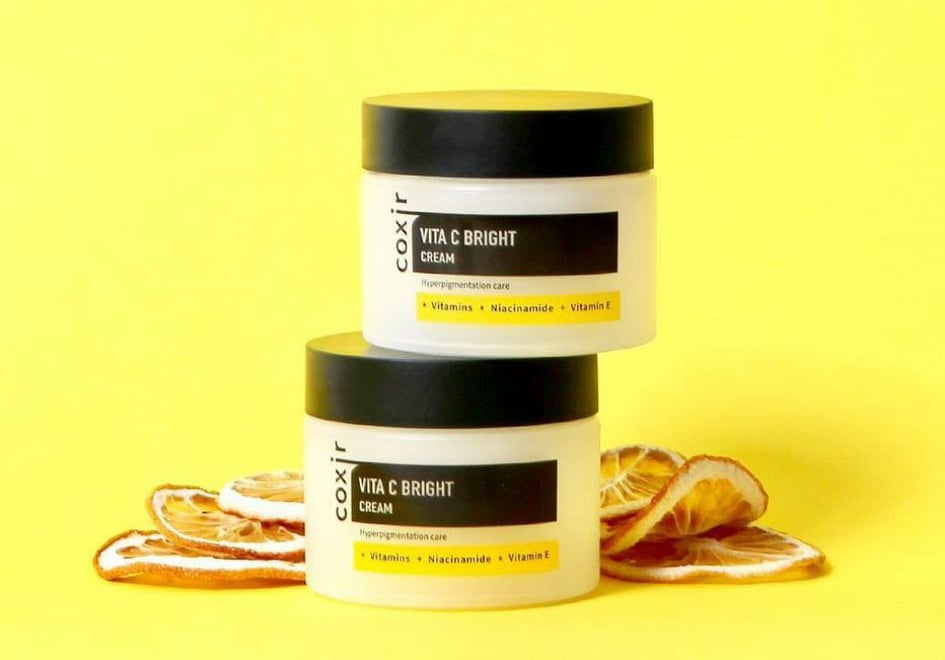 coxir
VITA C BRIGHT
CREAM
Hyperpigmentation care
+ Vitamins + Niacinamide + Vitamin E
coxir
VITA C BRIGHT
CREAM
Hyperpigmentation care
+ Vitamins + Niacinamide + Vitamin E